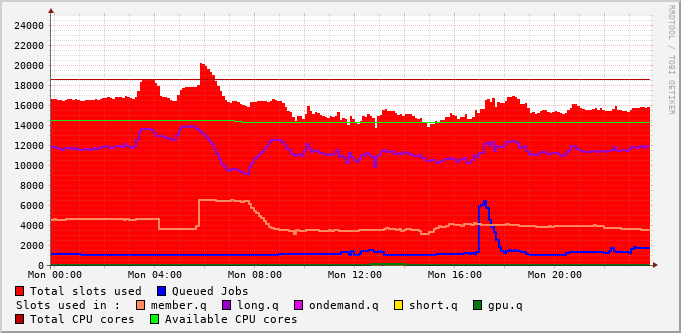 24000
22000
20000
18000
16000
14000
12000
10000
8000
6000
4000
2000
0
Mon 00:00 Mon 04:00 Mon 08:00 Mon 12:00 Mon 16:00 Mon 20:00
Total slots used Queued Jobs
Slots used in : member.q long.q ondemand.q short.q gpu.q
Total CPU cores Available CPU cores
RRDTOOL / TOBI OETIKER